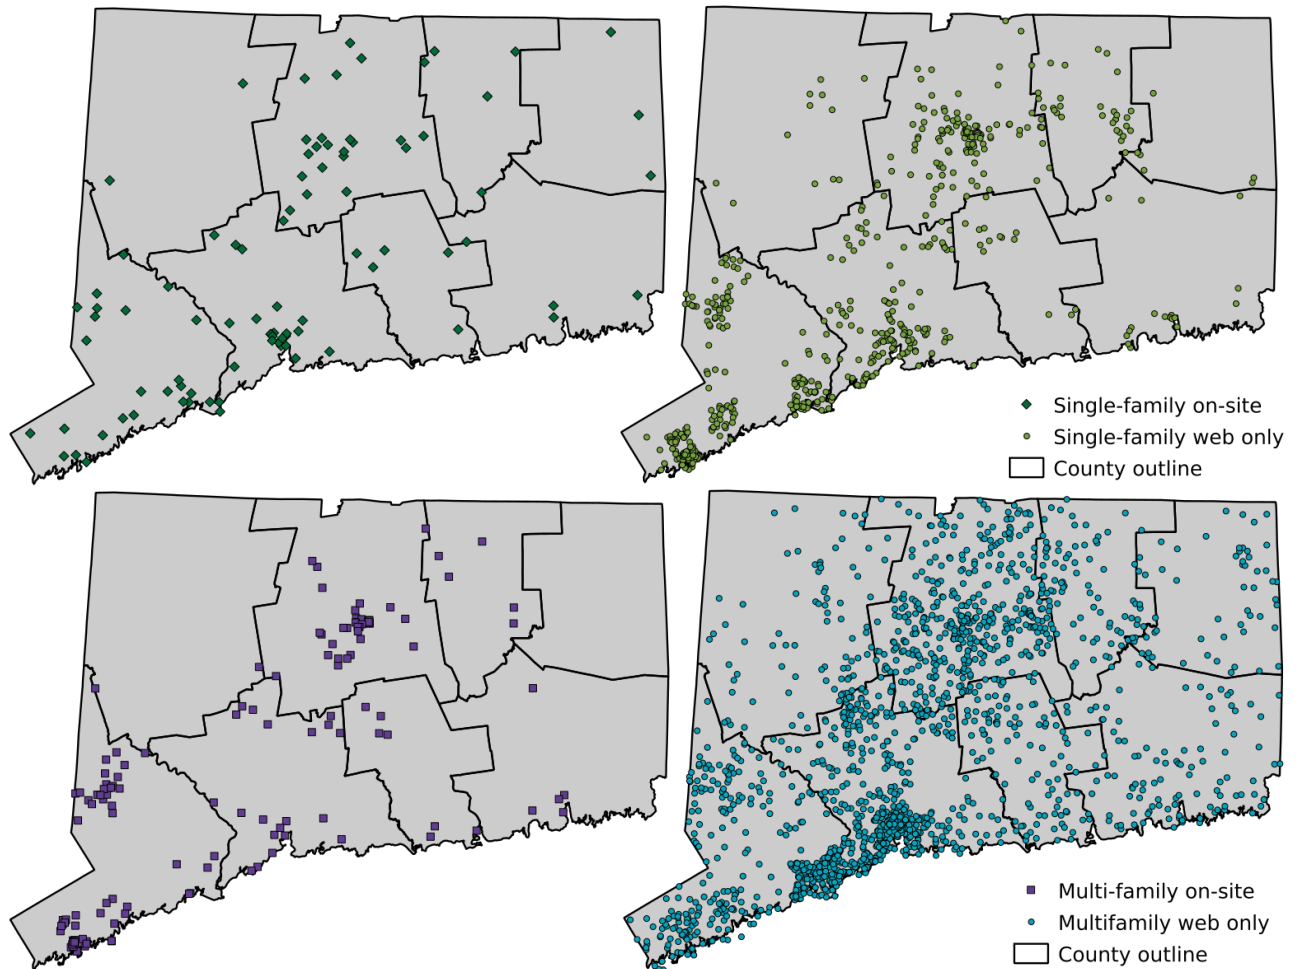 Single-family on-site
Single-family web only
County outline
Multi-family on-site
Multifamily web only
County outline